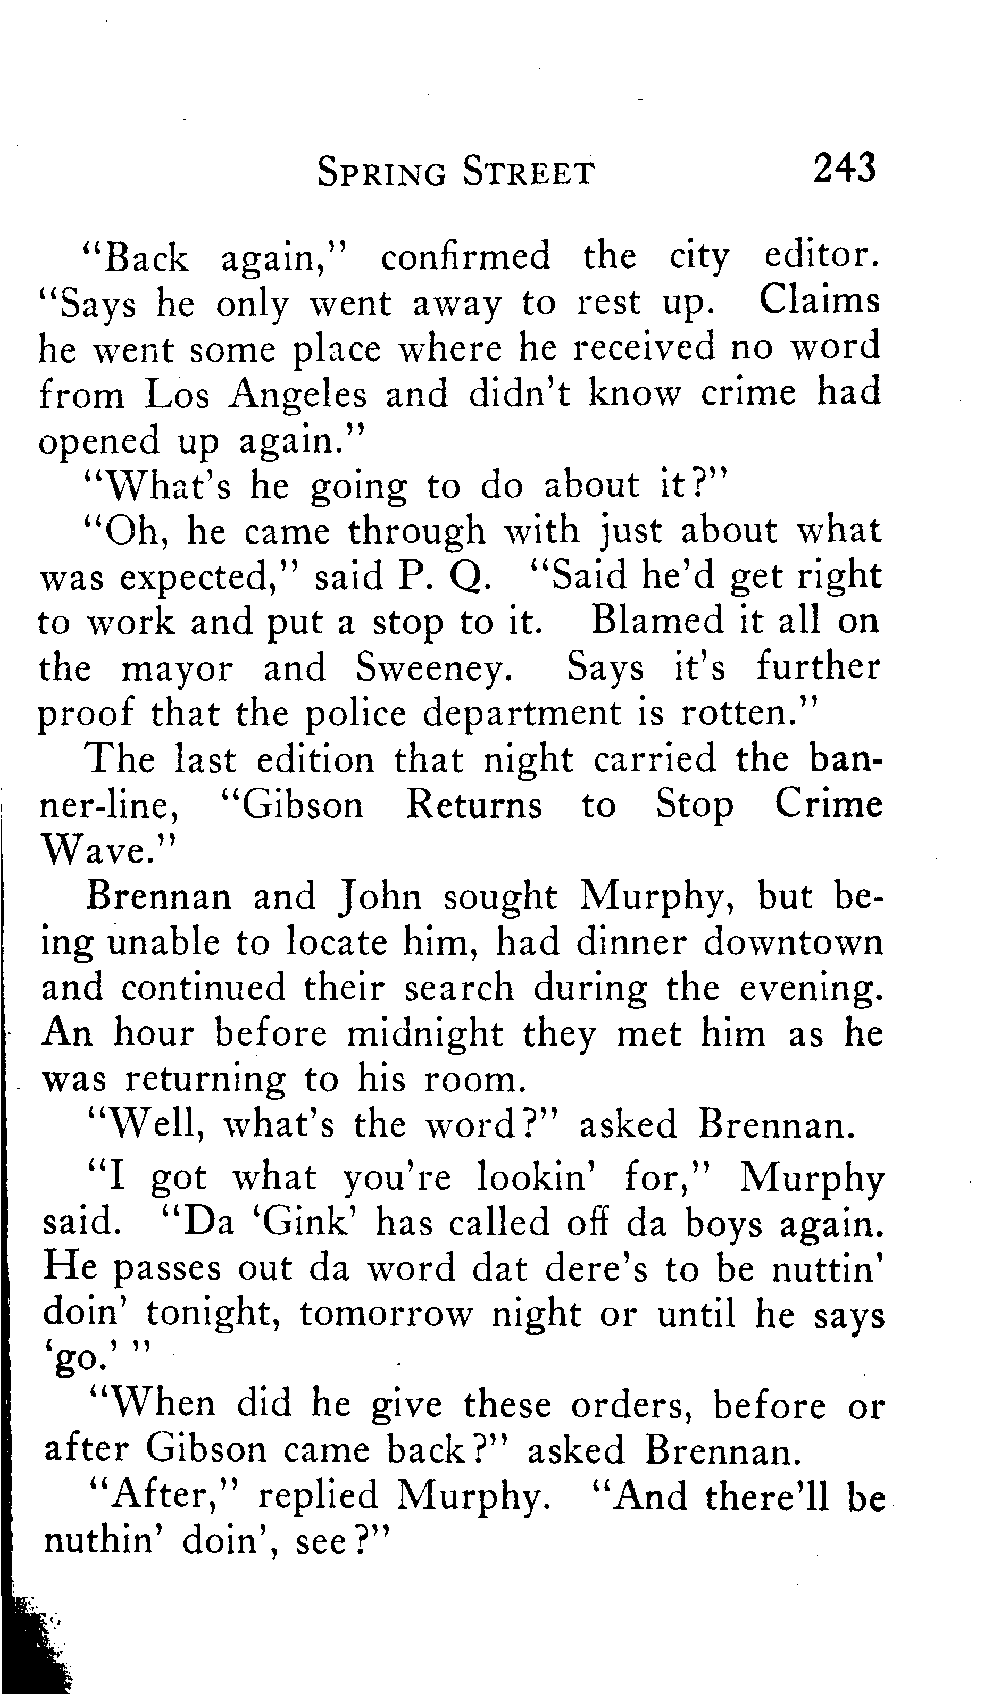 SPRING STREET 243
“Back again,” confirmed the city editor.
“Says he only went away to rest up. Claims
he went some place where he received no word
from Los Angeles and didn't know crime had
opened up again.”
“What's he going to do about it?”
“Oh, he came through with just about what
was expected,” said P. Q. “Said he'd get right
to work and put a stop to it. Blamed it all on
the mayor and Sweeney. Says it's further
proof that the police department is rotten.”
The last edition that night carried the ban-
ner-line, “Gibson Returns to Stop Crime
Wave.”
Brennan and John sought Murphy, but be-
ing unable to locate him, had dinner downtown
and continued their search during the evening.
An hour before midnight they met him as he
was returning to his room.
“Well, what's the word?” asked Brennan.
“I got what you're lookin' for,” Murphy
said. “Da ‘Gink’ has called off da boys again.
He passes out da word dat dere's to be nuttin'
doin' tonight, tomorrow night or until he says
‘go.’ ”
“When did he give these orders, before or
after Gibson came back?” asked Brennan.
“After,” replied Murphy. “And there'll be
nuthin' doin', see?”